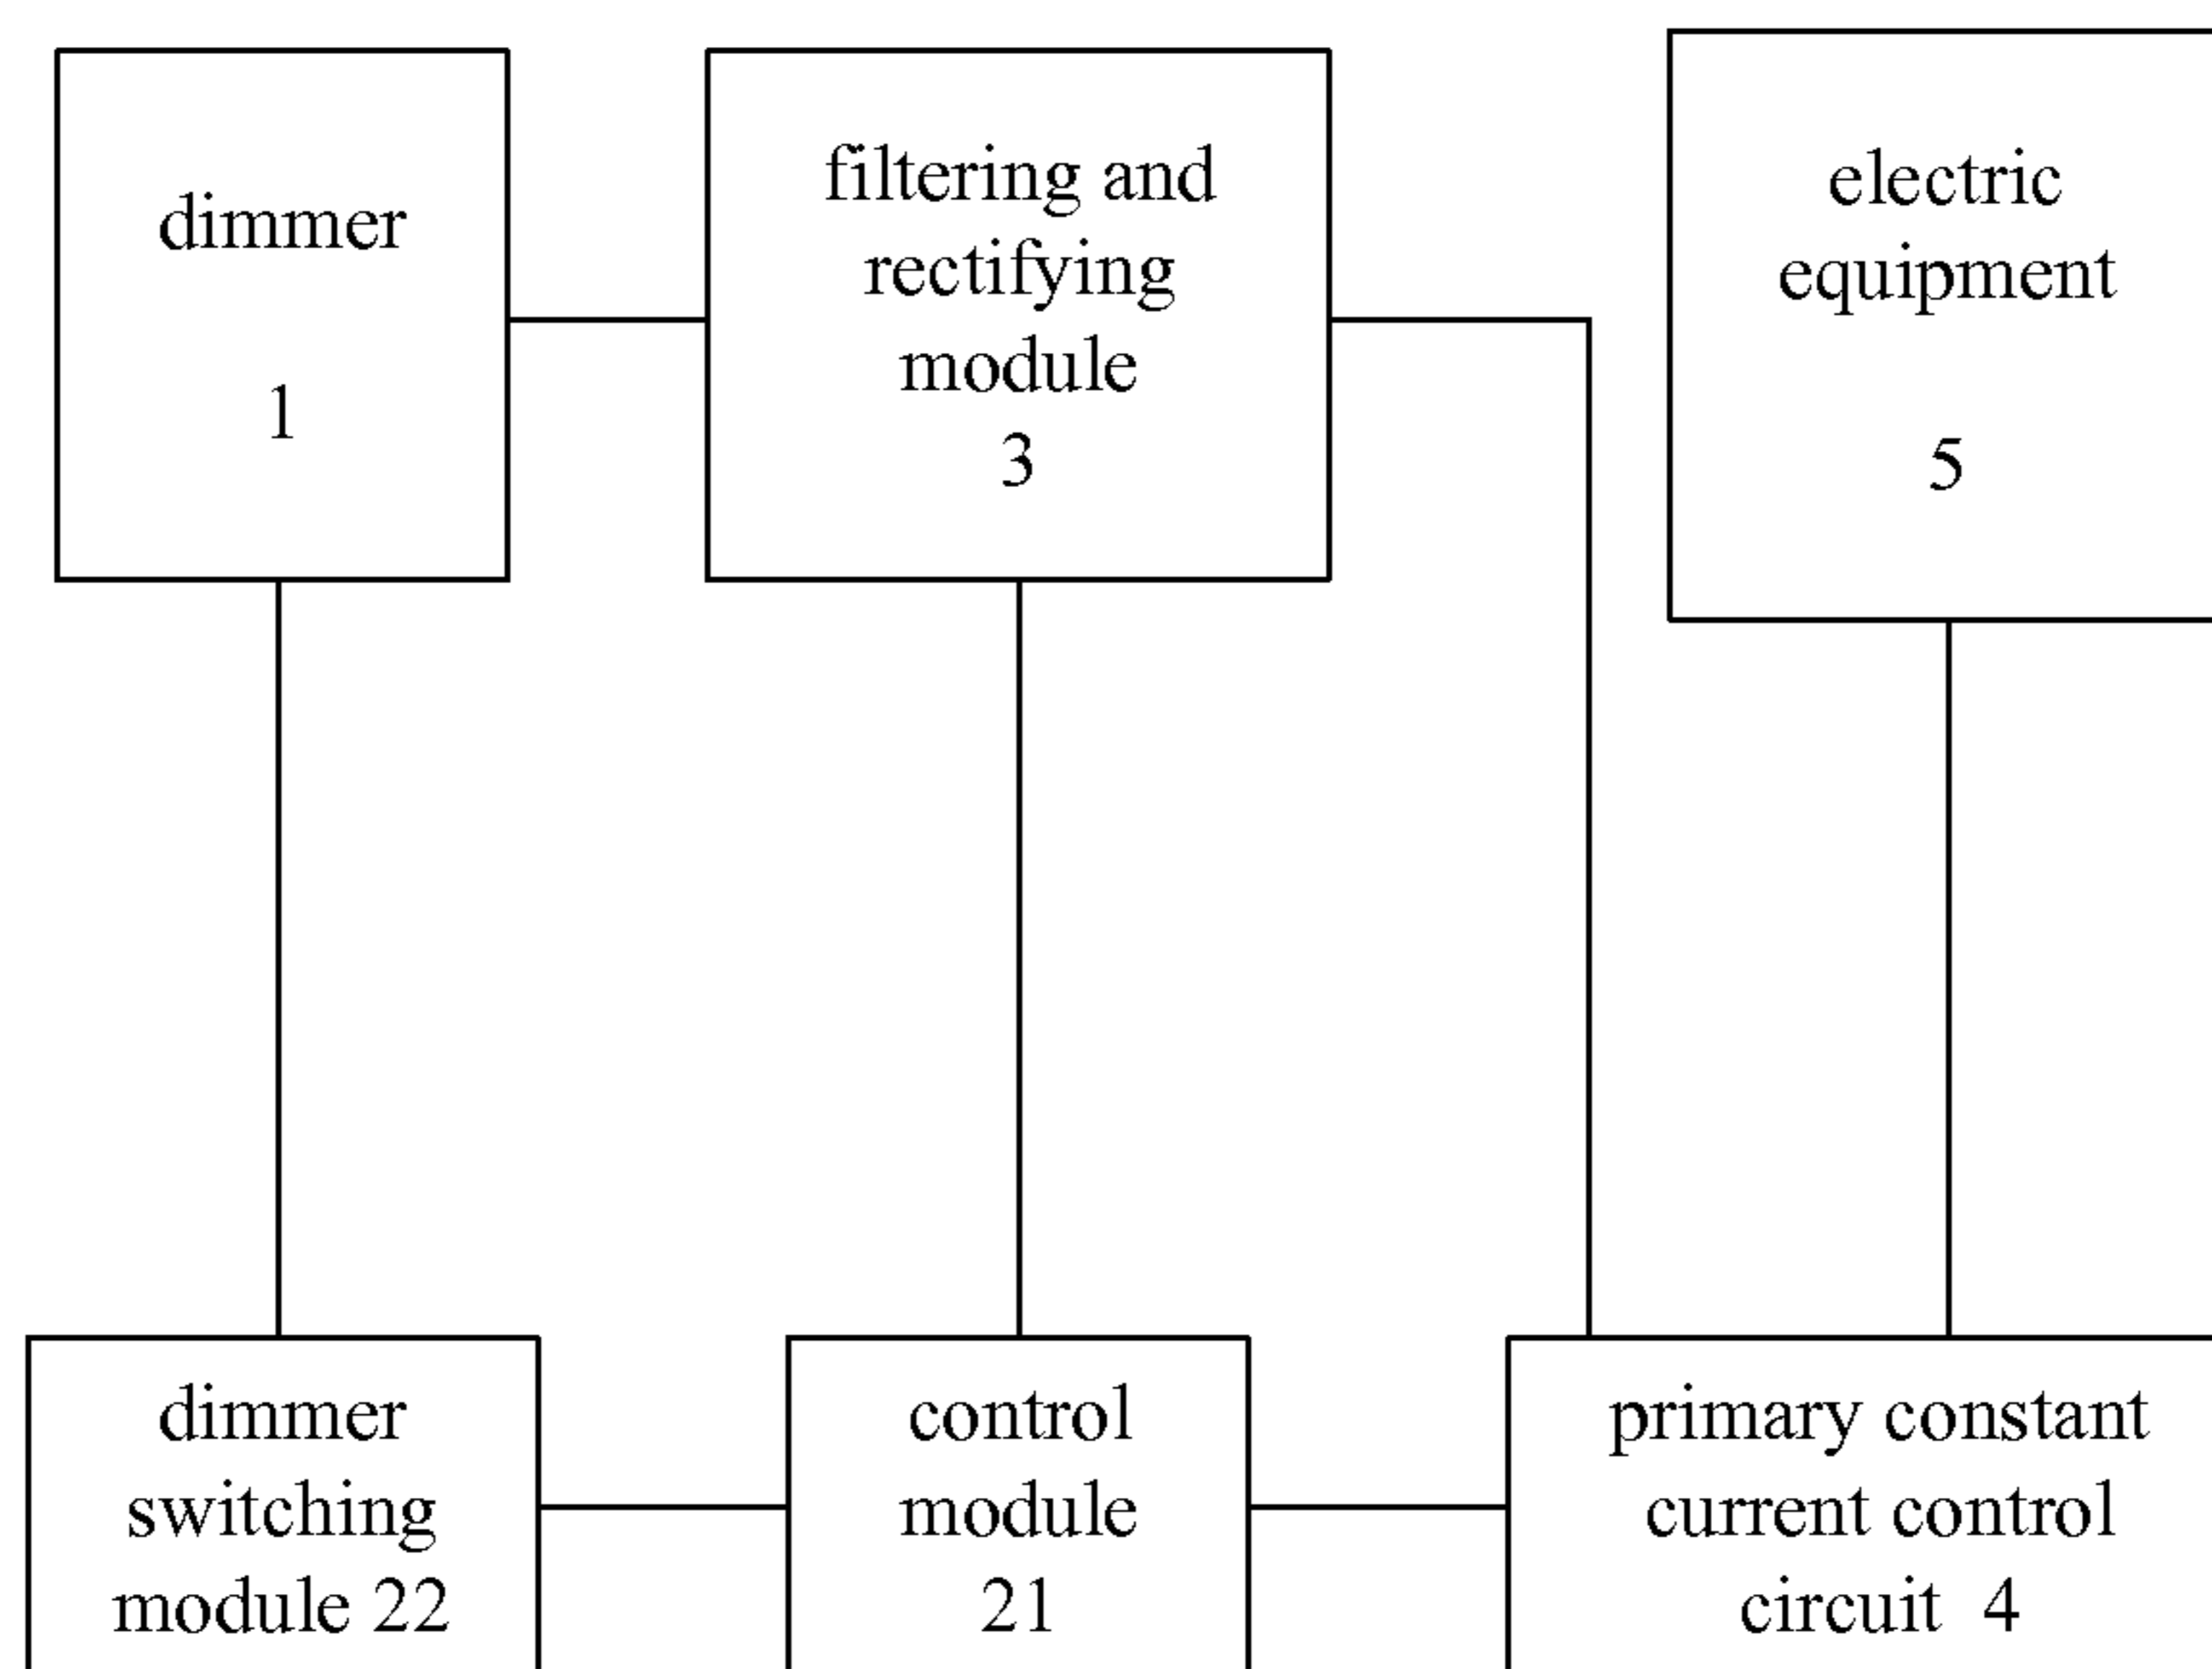 dimmer
1
filtering and
rectifying
module
3
electric
equipment
5
dimmer
switching
module 22
control
module
21
primary constant
current control
circuit 4